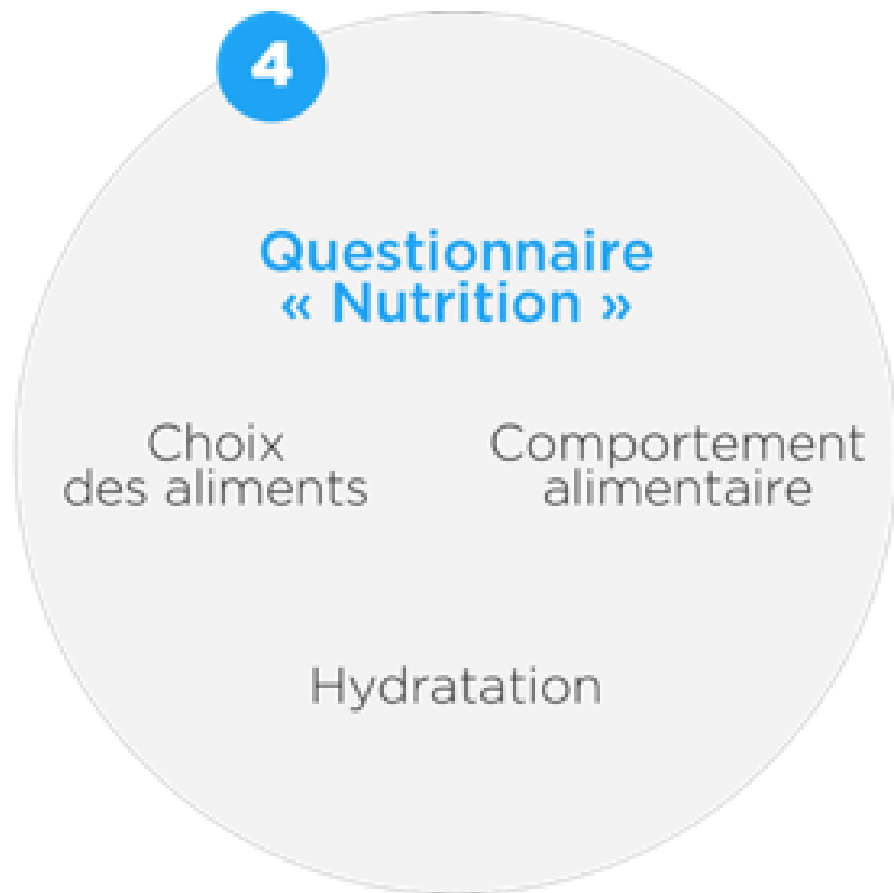 4
Questionnaire
« Nutrition »
Choix
des aliments
Comportement
alimentaire
Hydratation